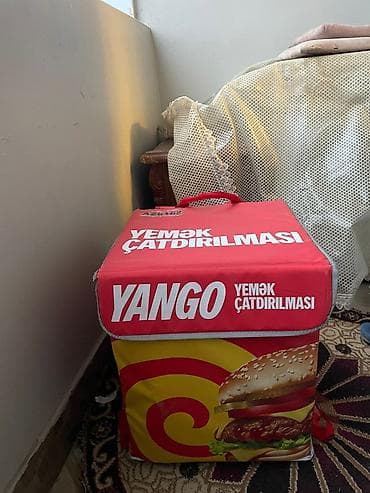 YEMƏK
ÇATDIRILMASI
YANGO
YEMƏK
ÇATDIRILMASI